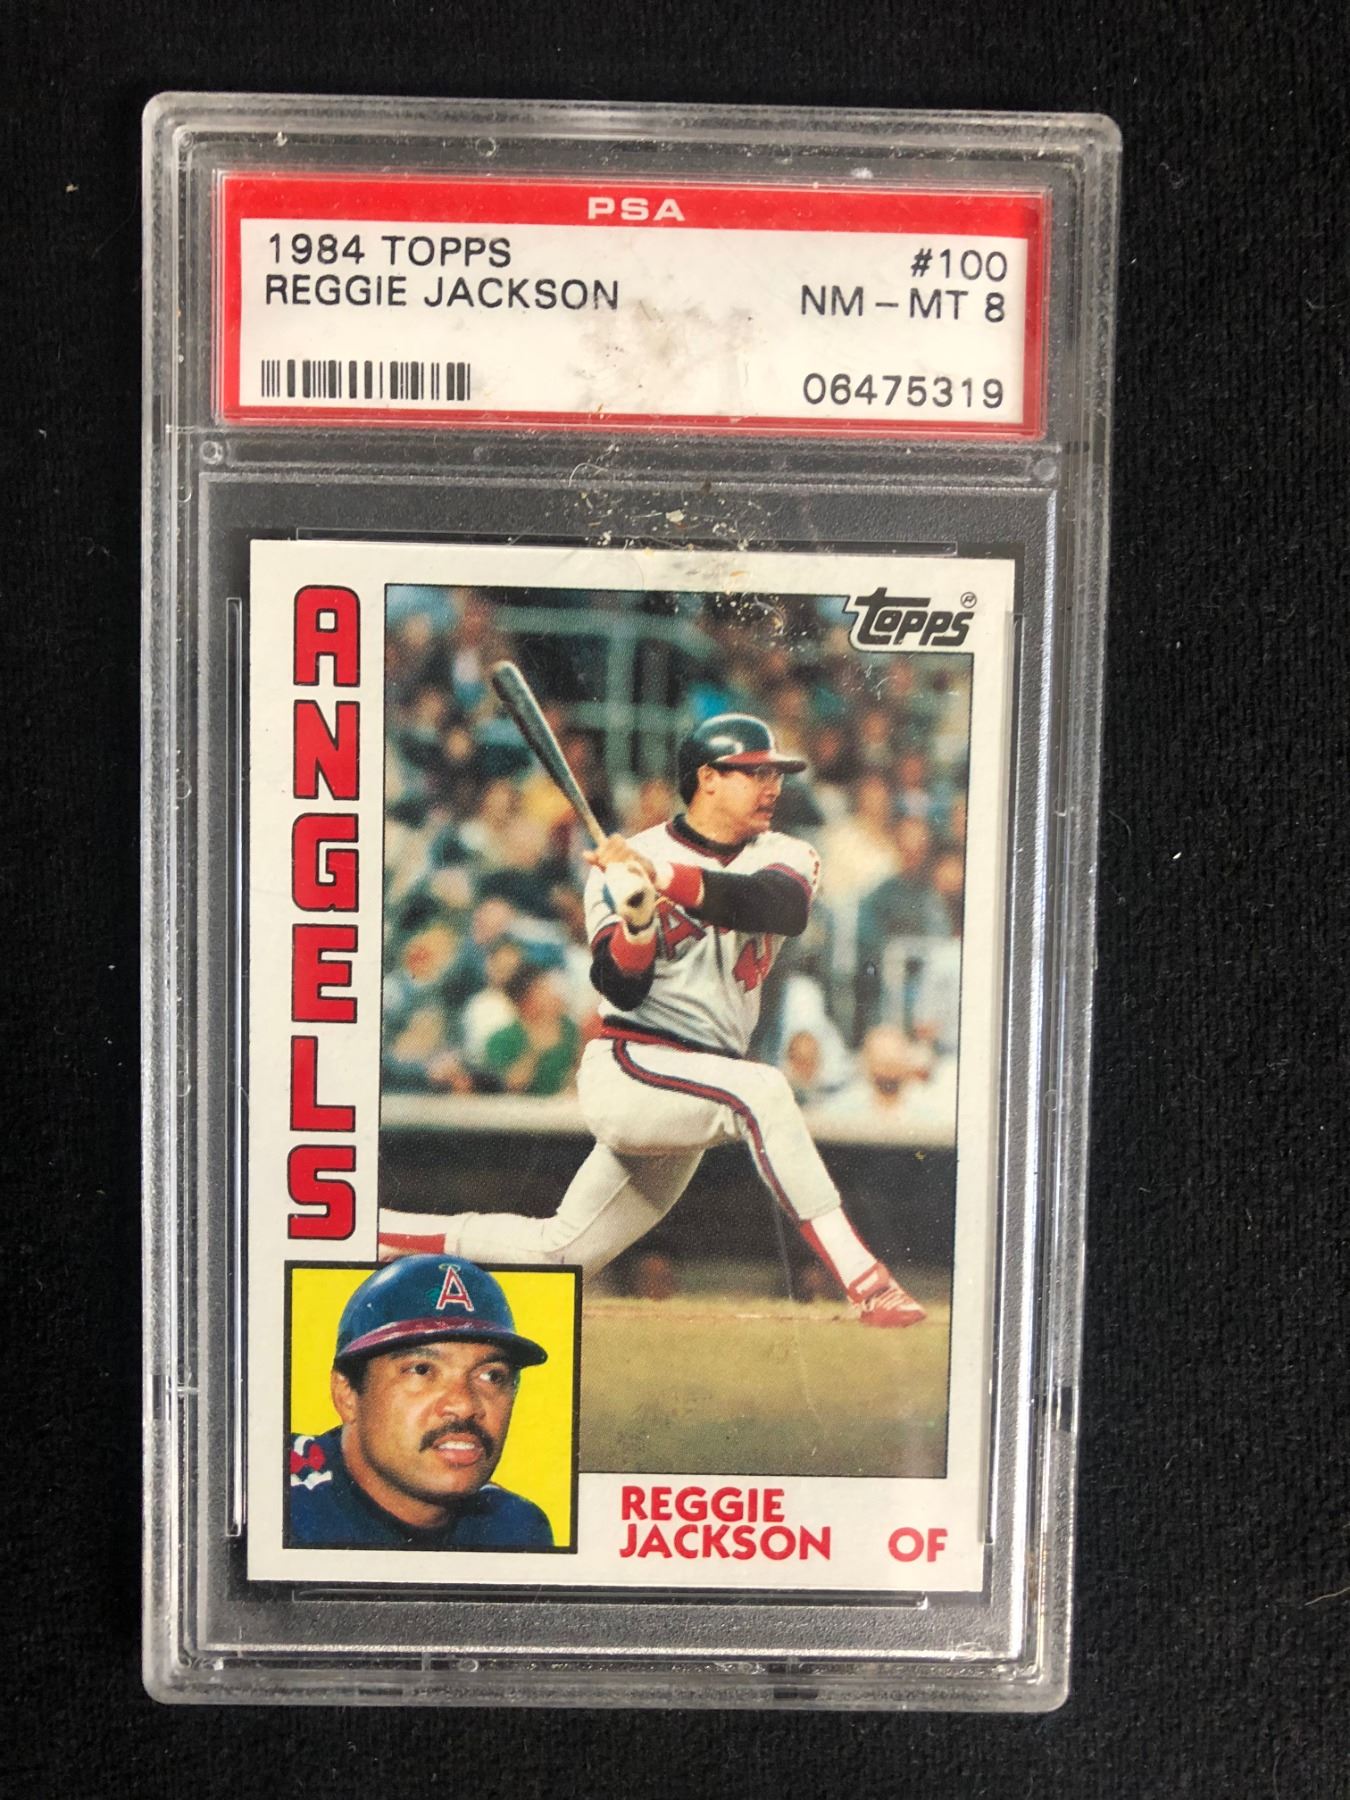 PSA
1984 TOPPS #100
REGGIE JACKSON NM - MT 8
06475319
TOPPS®
ANGELS
A
REGGIE
JACKSON OF